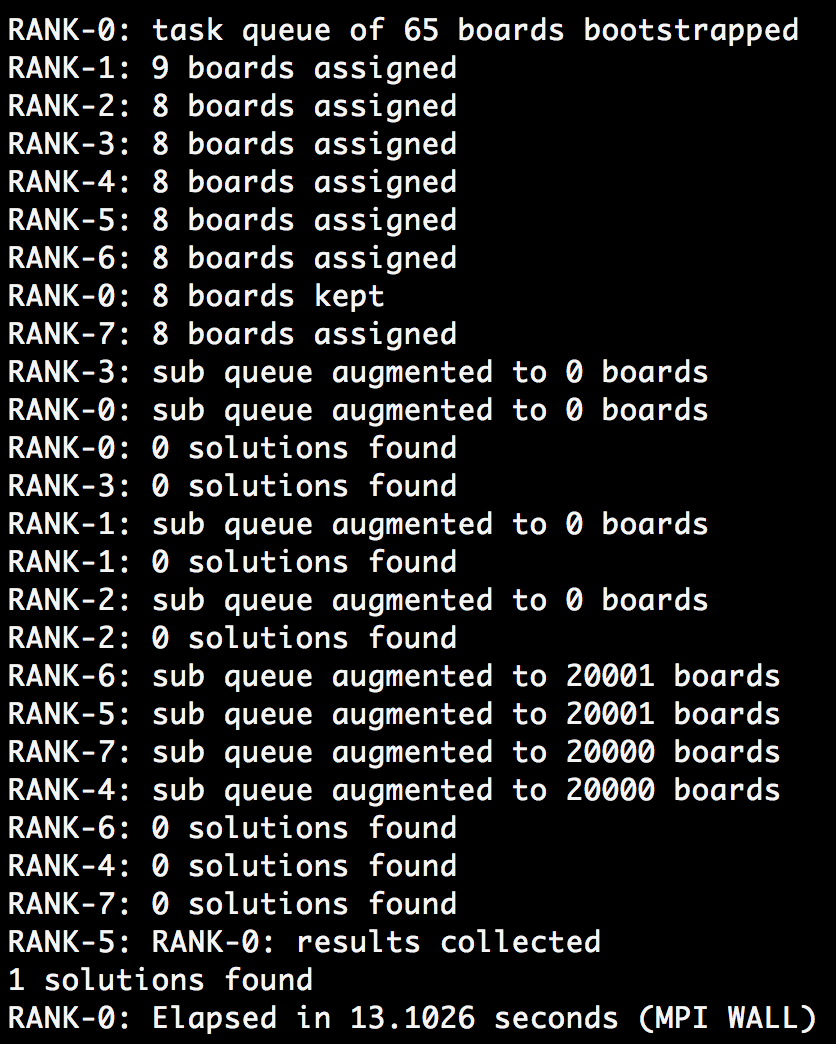 RANK-0: task queue of 65 boards bootstrapped
RANK-1: 9 boards assigned
RANK-2: 8 boards assigned
RANK-3: 8 boards assigned
RANK-4: 8 boards assigned
RANK-5: 8 boards assigned
RANK-6: 8 boards assigned
RANK-0: 8 boards kept
RANK-7: 8 boards assigned
RANK-3: sub queue augmented to 0 boards
RANK-0: sub queue augmented to 0 boards
RANK-0: 0 solutions found
RANK-3: 0 solutions found
RANK-1: sub queue augmented to 0 boards
RANK-1: 0 solutions found
RANK-2: sub queue augmented to 0 boards
RANK-2: 0 solutions found
RANK-6: sub queue augmented to 20001 boards
RANK-5: sub queue augmented to 20001 boards
RANK-7: sub queue augmented to 20000 boards
RANK-4: sub queue augmented to 20000 boards
RANK-6: 0 solutions found
RANK-4: 0 solutions found
RANK-7: 0 solutions found
RANK-5: RANK-0: results collected
1 solutions found
RANK-0: Elapsed in 13.1026 seconds (MPI WALL)